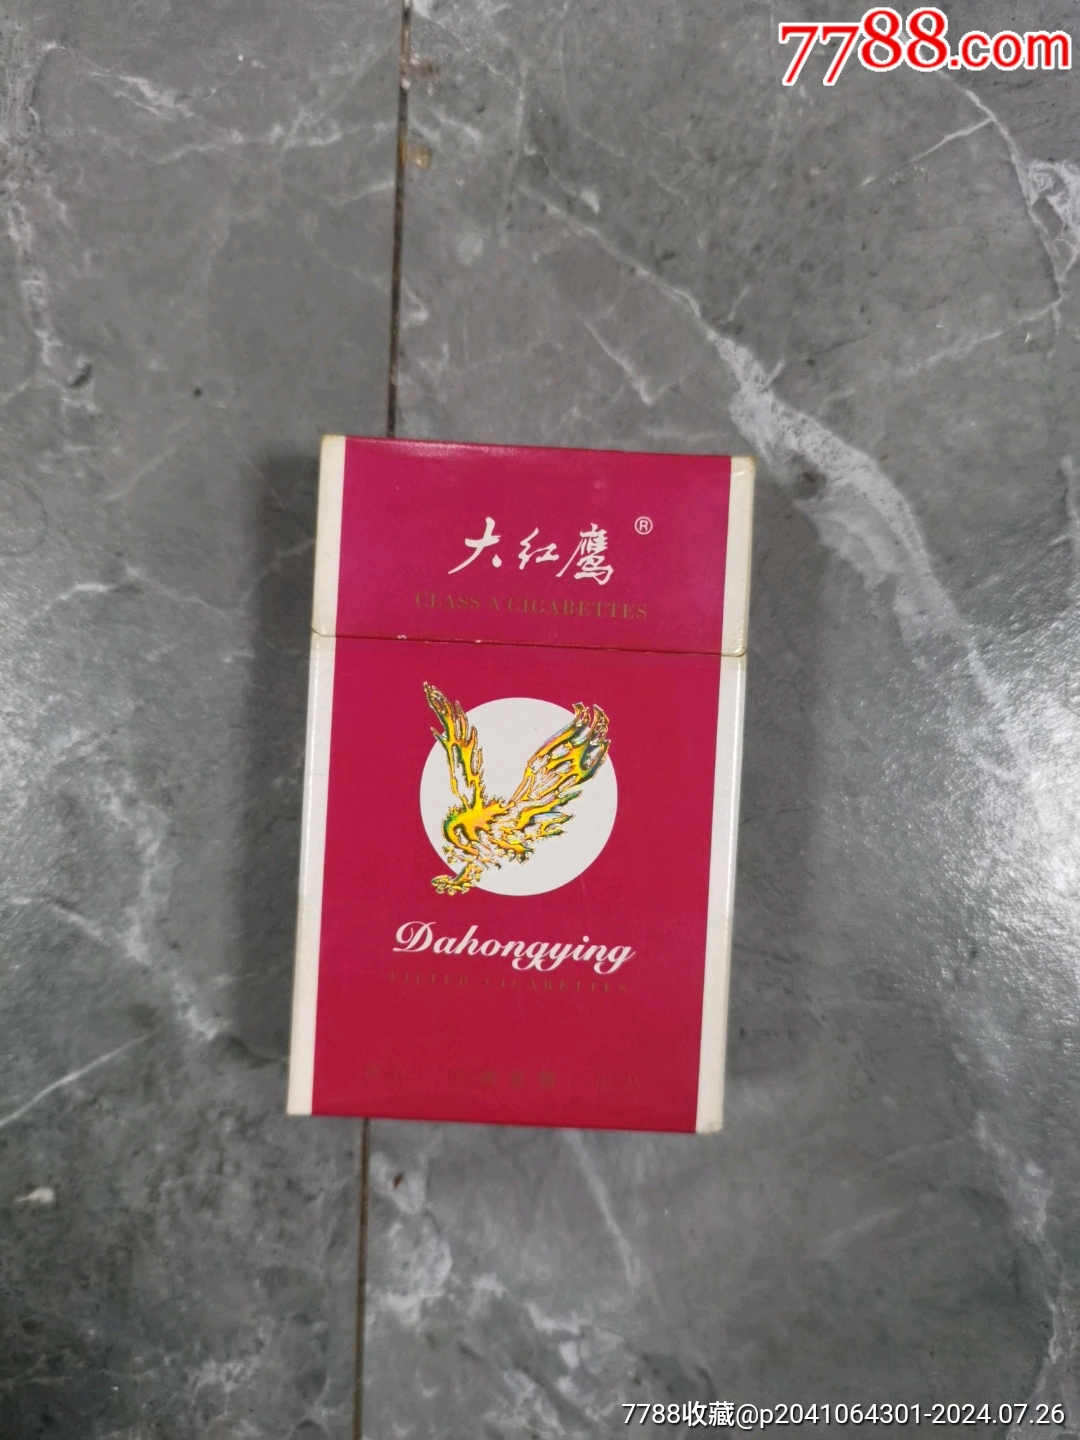 7788.com
大红鹰®
CLASS A CIGARETTES
Dahongying
FILTER CIGARETTES
7788收藏@p2041064301-2024.07.26